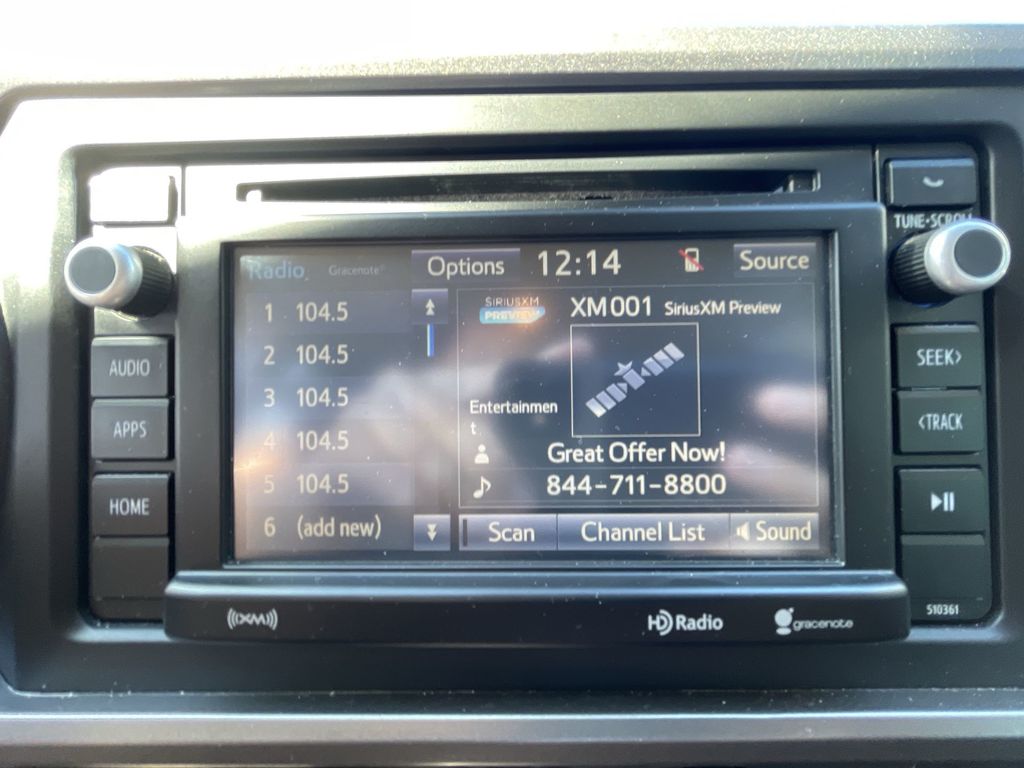 TUNE•SCROLL
Radio Gracenote®
Options
12:14
Source
1 104.5
2 104.5
3 104.5
4 104.5
5 104.5
6 (add new)
SIRIUSXM
PREVIEW
XM001 SiriusXM Preview
Entertainmen
t
Great Offer Now!
844-711-8800
Scan
Channel List
Sound
AUDIO
APPS
HOME
SEEK>
<TRACK
510361
((XM))
HD Radio
gracenote